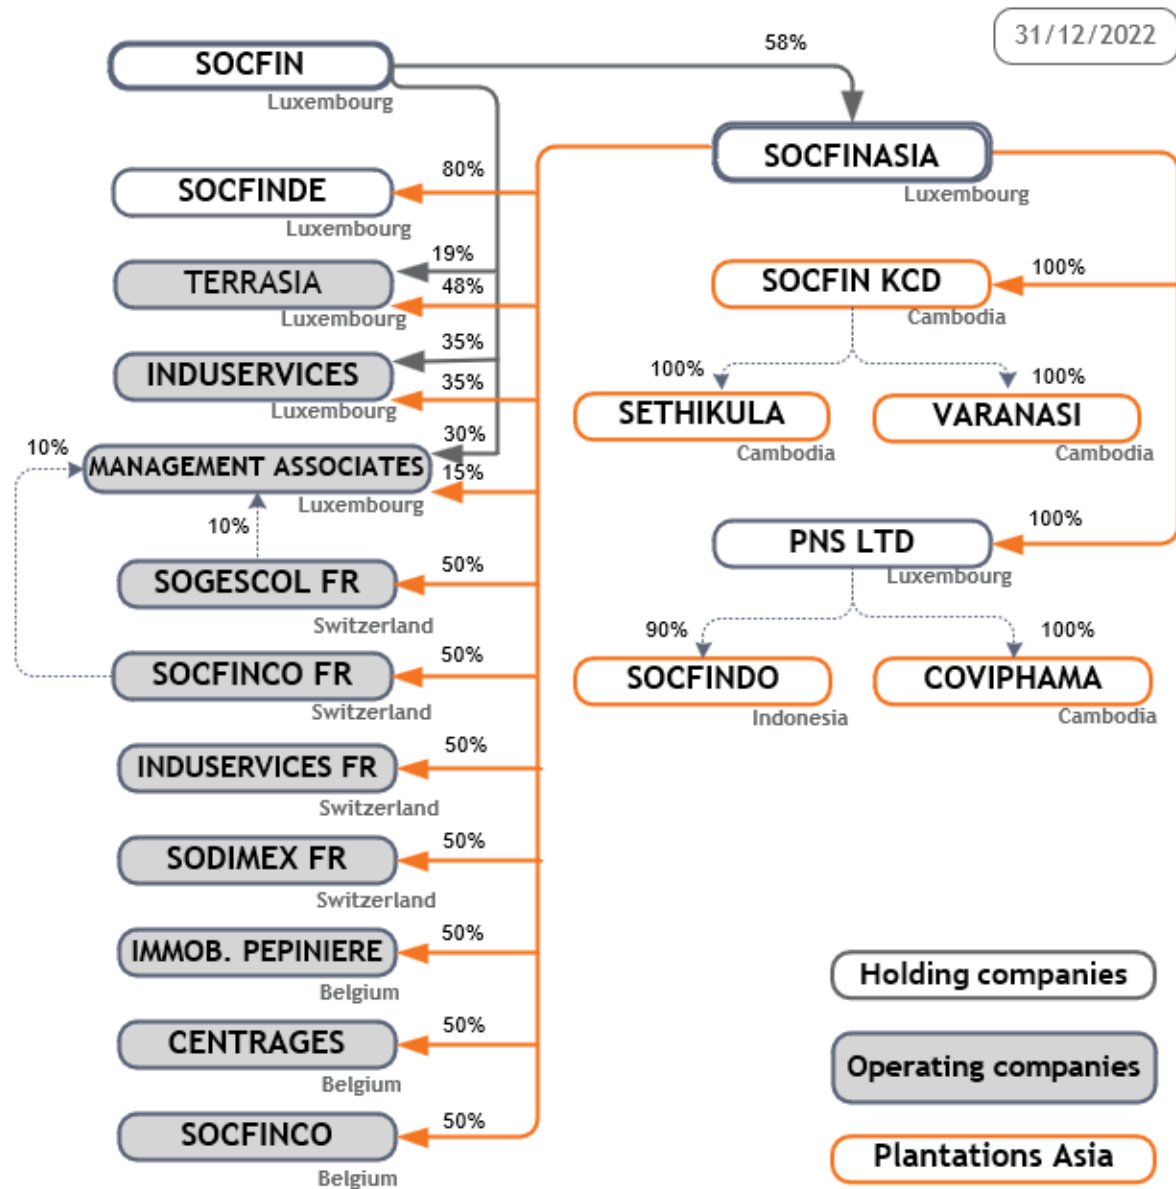 31/12/2022
58%
SOCFIN
Luxembourg
SOCFINASIA
Luxembourg
80%
SOCFINDE
Luxembourg
19%
TERRASIA
48%
Luxembourg
35%
INDUSERVICES
35%
Luxembourg
30%
10%
MANAGEMENT ASSOCIATES
15%
Luxembourg
10%
50%
SOGESCOL FR
Switzerland
50%
SOCFINCO FR
Switzerland
50%
INDUSERVICES FR
Switzerland
50%
SODIMEX FR
Switzerland
50%
IMMOB. PEPINIERE
Belgium
50%
CENTRAGES
Belgium
50%
SOCFINCO
Belgium
100%
SOCFIN KCD
Cambodia
100%
100%
SETHIKULA
VARANASI
Cambodia
Cambodia
100%
PNS LTD
Luxembourg
90%
100%
SOCFINDO
COVIPHAMA
Indonesia
Cambodia
Holding companies
Operating companies
Plantations Asia